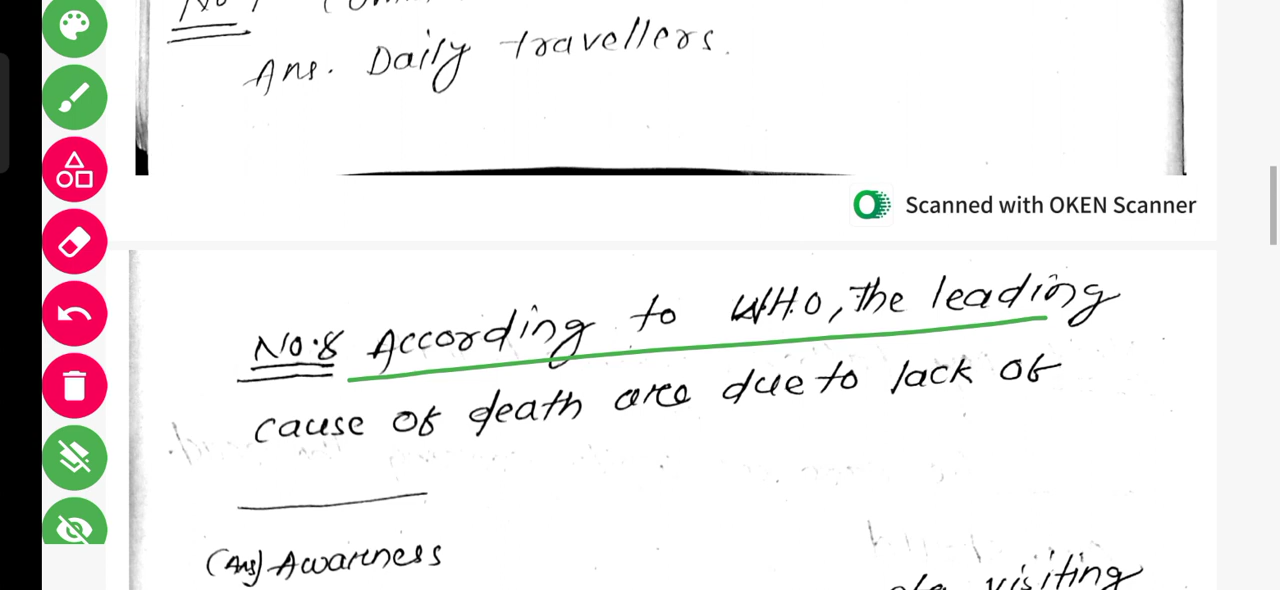 Ans. Daily travellers.
Scanned with OKEN Scanner
No.8 According to WHO, The leading
cause of death are due to lack of
(Ans) Awareness
visiting